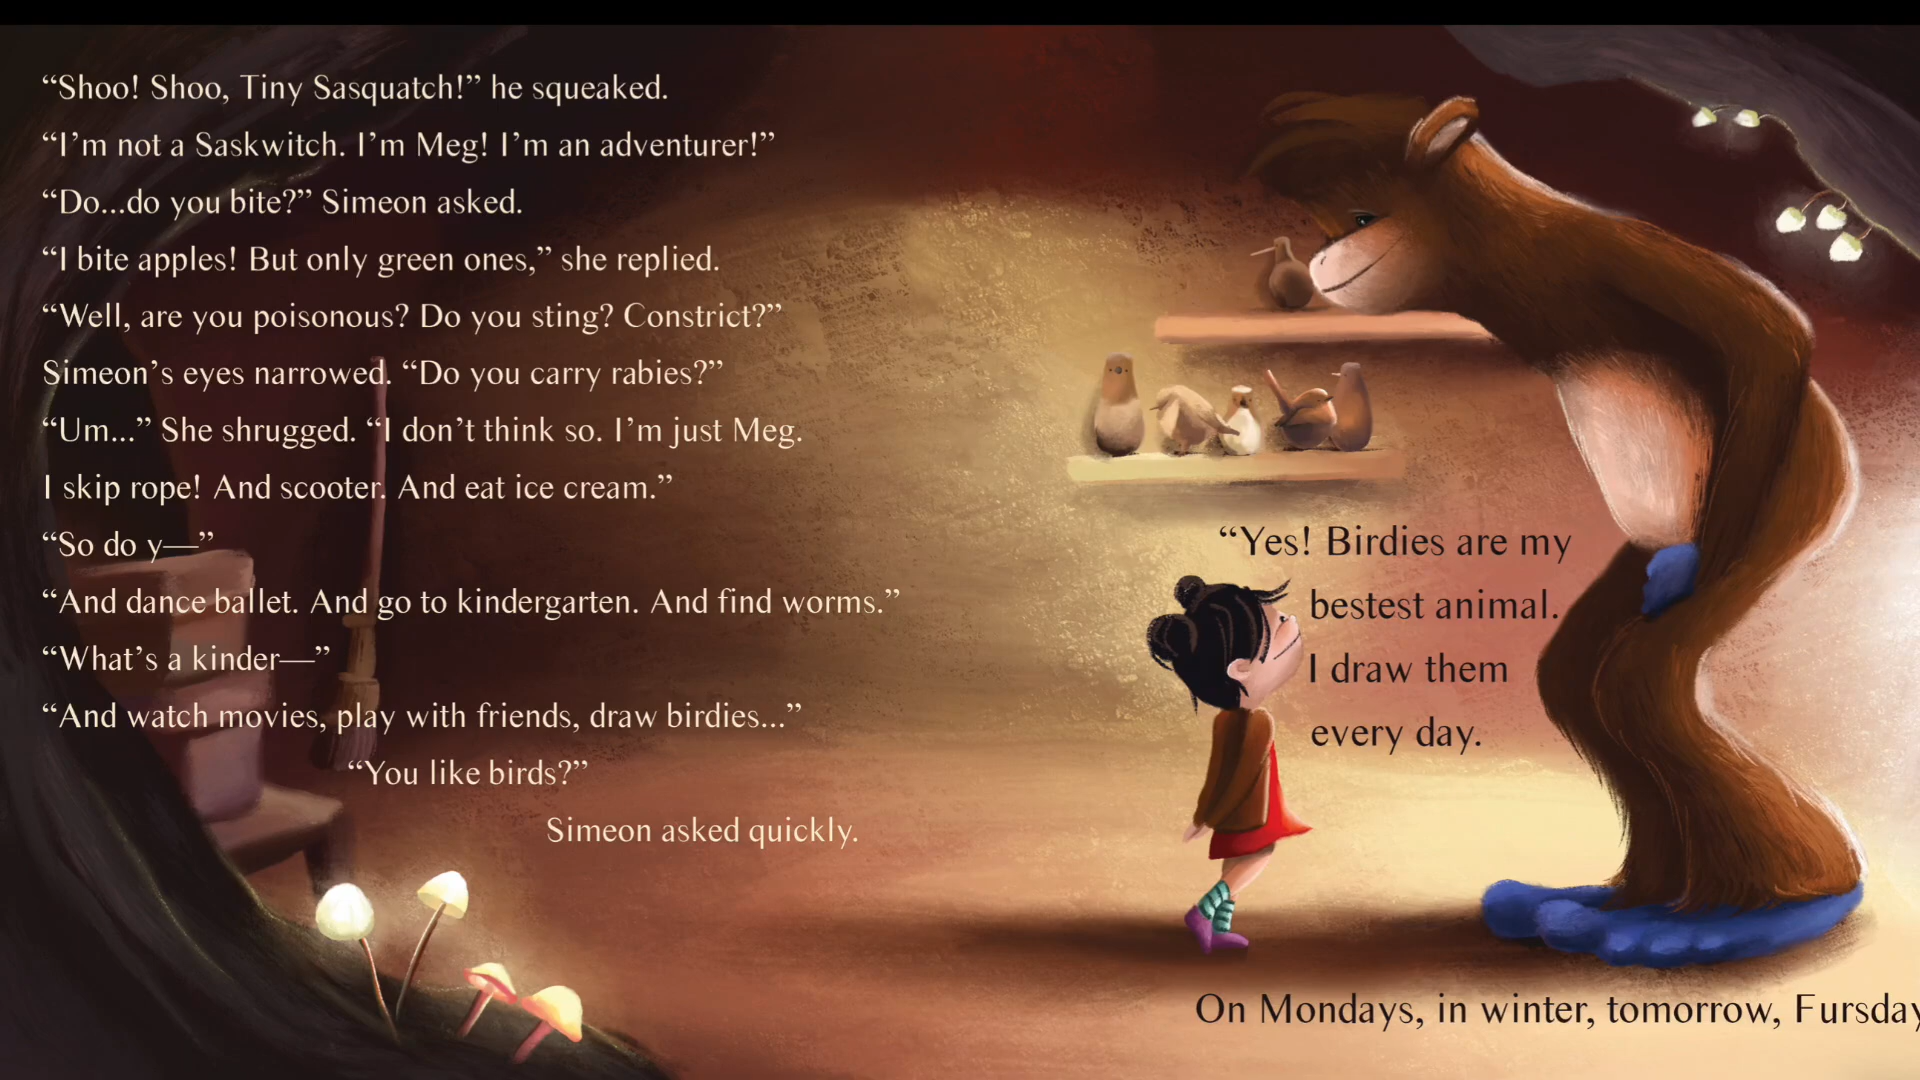 “Shoo! Shoo, Tiny Sasquatch!” he squeaked.
“I’m not a Saskwitch. I’m Meg! I’m an adventurer!”
“Do...do you bite?” Simeon asked.
“I bite apples! But only green ones,” she replied.
“Well, are you poisonous? Do you sting? Constrict?”
Simeon’s eyes narrowed. “Do you carry rabies?”
“Um...” She shrugged. “I don’t think so. I’m just Meg.
I skip rope! And scooter. And eat ice cream.”
“So do y—”
“And dance ballet. And go to kindergarten. And find worms.”
“What’s a kinder—”
“And watch movies, play with friends, draw birdies...”
“You like birds?”
Simeon asked quickly.
“Yes! Birdies are my
bestest animal.
I draw them
every day.
On Mondays, in winter, tomorrow, Fursday